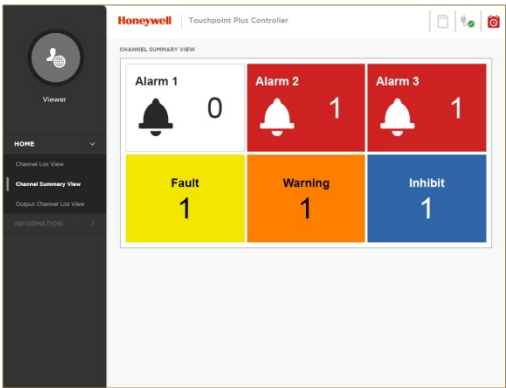 Honeywell Touchpoint Plus Controller
Viewer
HOME
Channel List View
Channel Summary View
Output Channel List View
INFORMATION
CHANNEL SUMMARY VIEW
Alarm 1
0
Alarm 2
1
Alarm 3
1
Fault
1
Warning
1
Inhibit
1